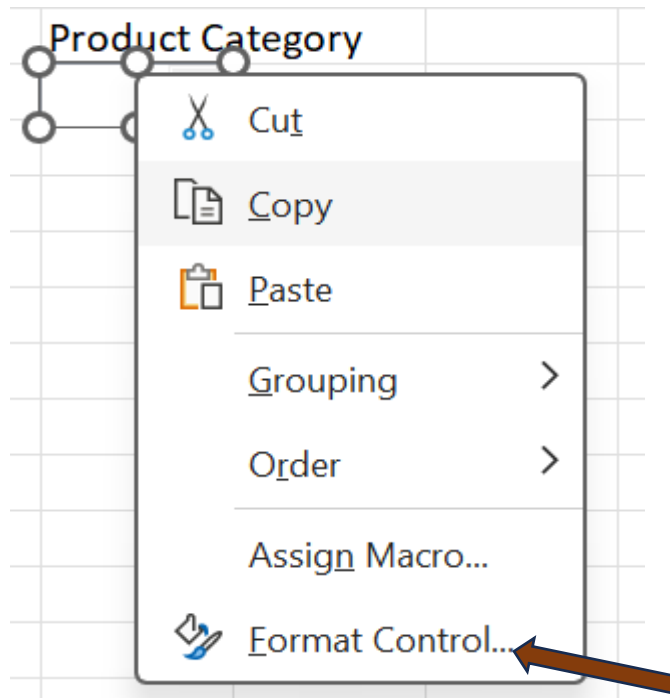 Product Category
Cut
Copy
Paste
Grouping
Order
Assign Macro...
Format Control...